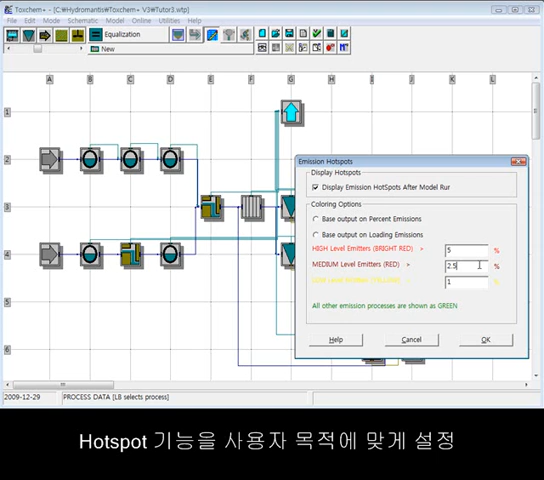 Toxchem+ - [C:₩Hydromantis₩Toxchem+ V3₩Tutor3.wtp]
File Edit Mode Schematic Model Online Utilities Help
Equalization
New
A B C D E F G H I J K L
1
2
3
4
5
6
Emission Hotspots
Display Hotspots
Display Emission HotSpots After Model Rur
Coloring Options
Base output on Percent Emissions
Base output on Loading Emissions
HIGH Level Emitters (BRIGHT RED) > 5 %
MEDIUM Level Emitters (RED) > 2.5 %
1 %
All other emission processes are shown as GREEN
Help Cancel OK
2009-12-29 PROCESS DATA [LB selects process]
Hotspot 기능을 사용자 목적에 맞게 설정